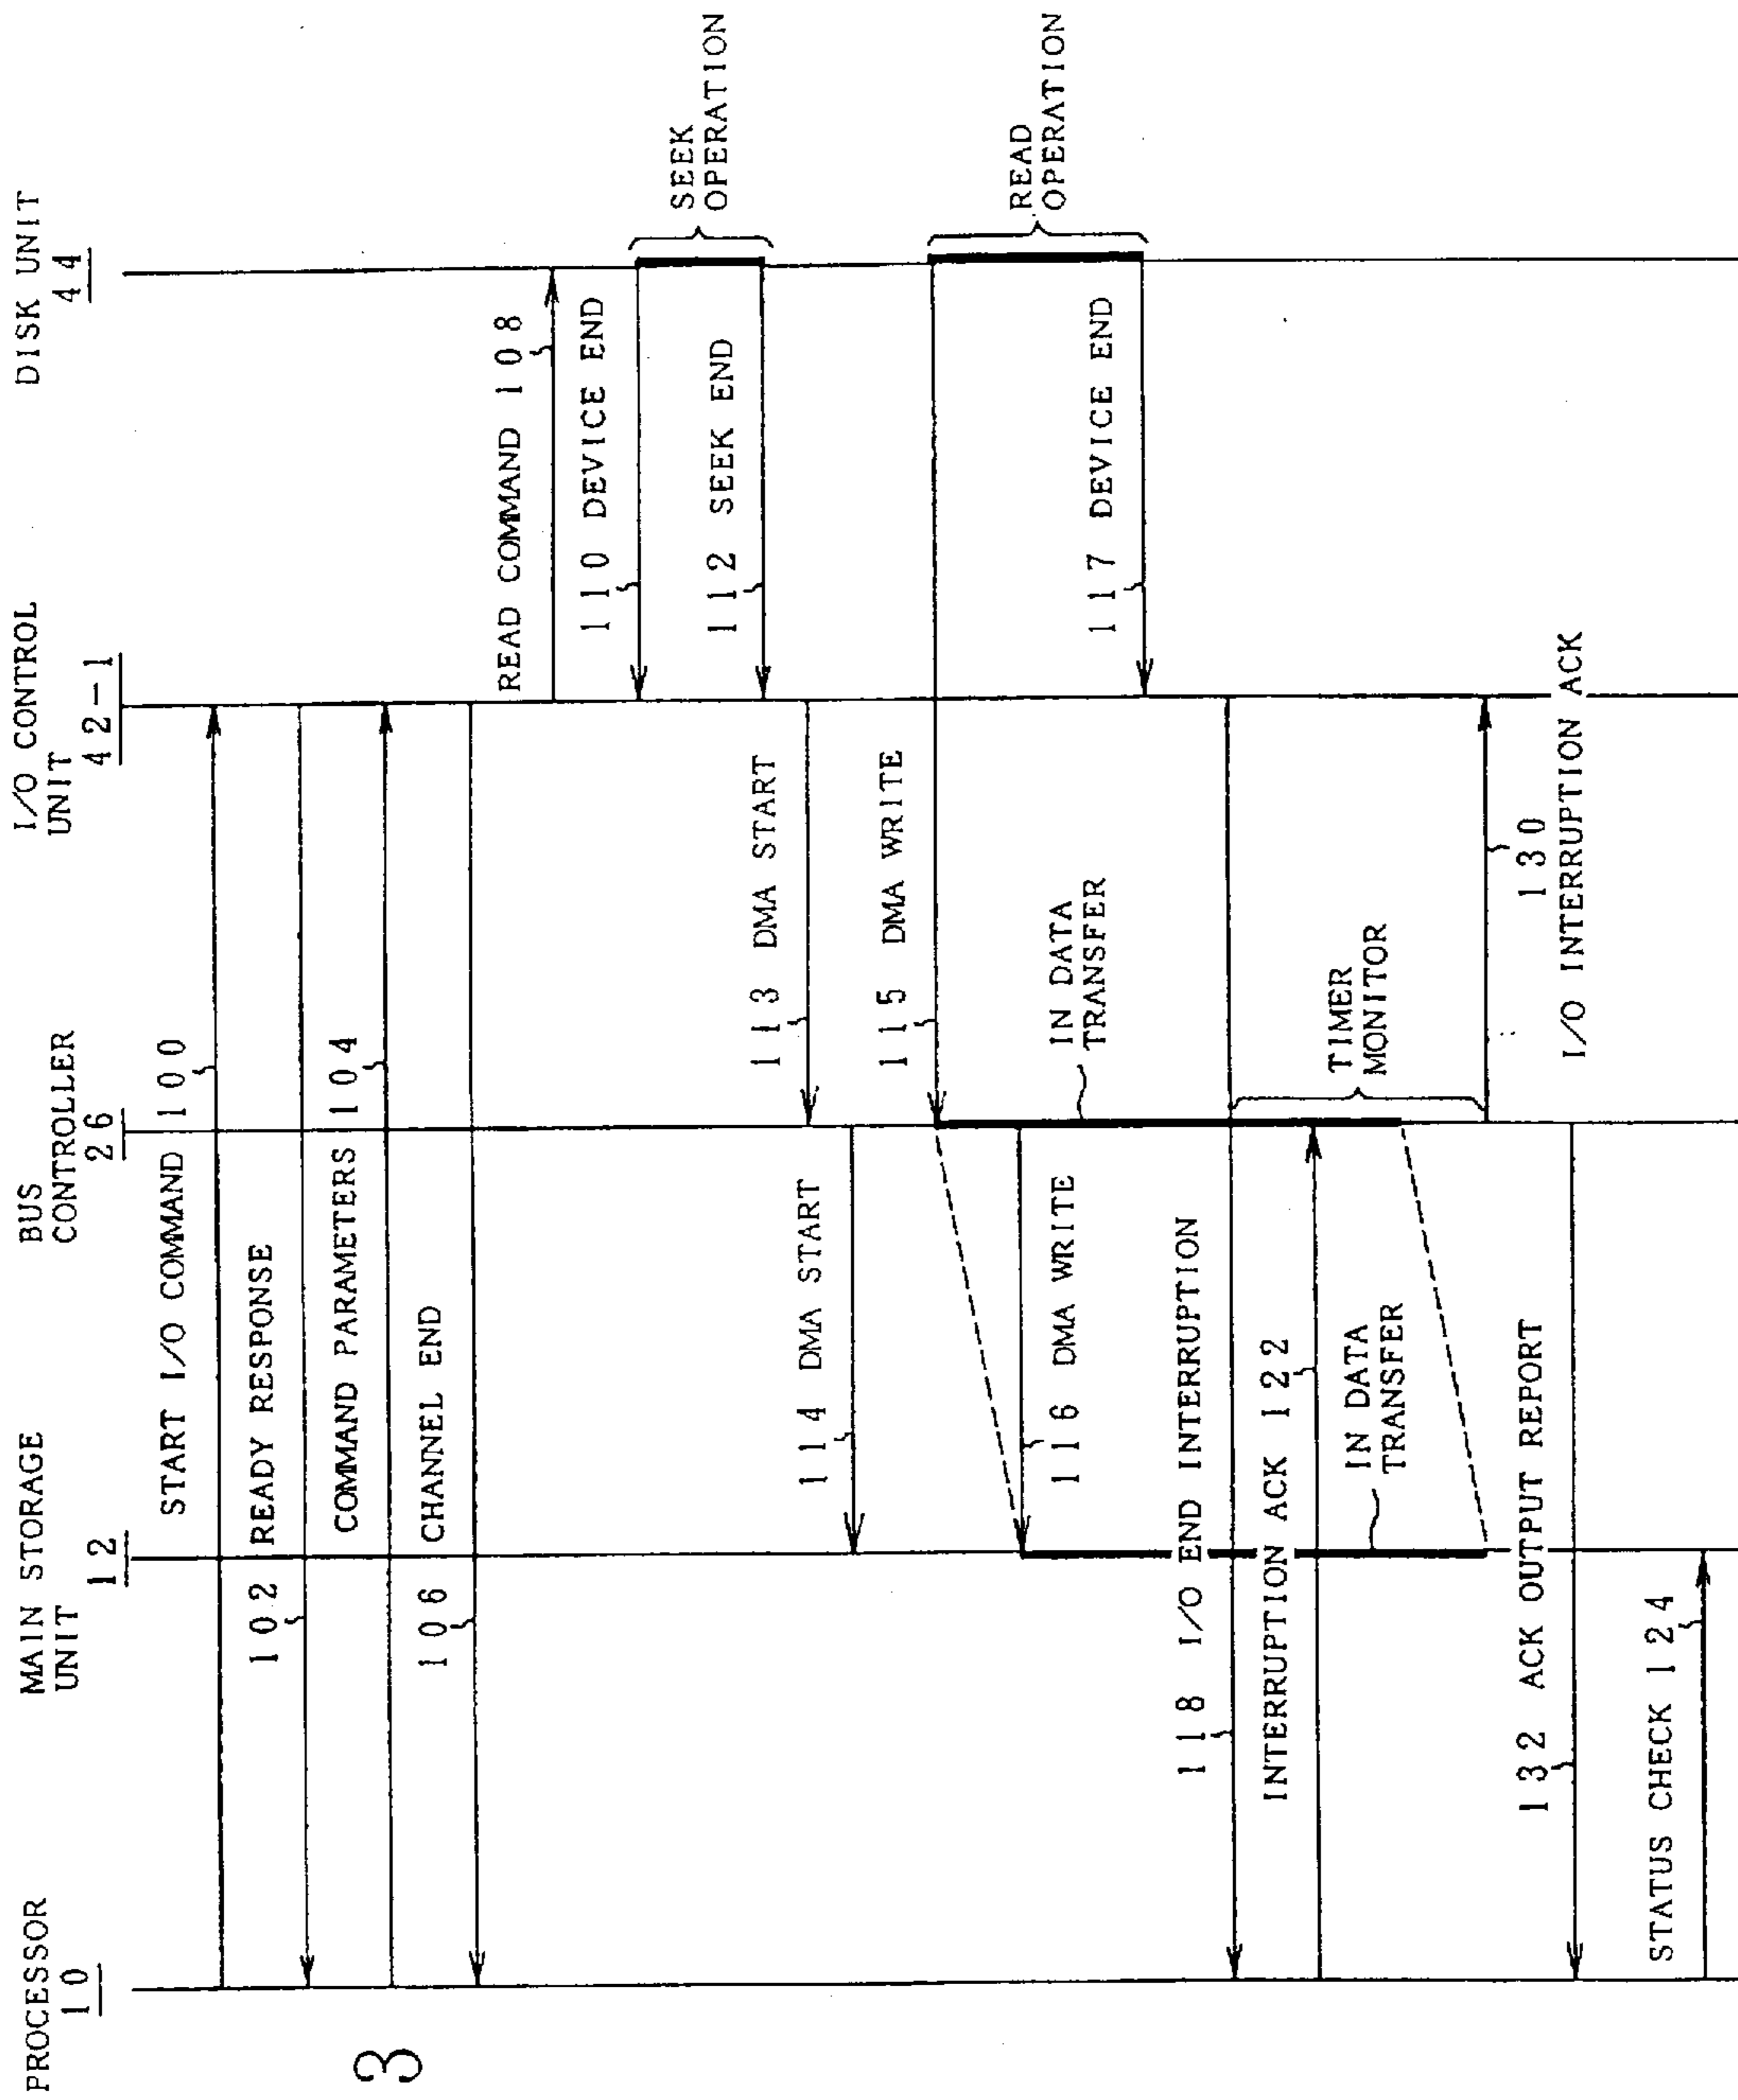 PROCESSOR
10
MAIN STORAGE
UNIT
12
BUS
CONTROLLER
26
I/O CONTROL
UNIT
42-1
DISK UNIT
44
3
START I/O COMMAND 100
102 READY RESPONSE
COMMAND PARAMETERS 104
106 CHANNEL END
READ COMMAND 108
110 DEVICE END
SEEK
OPERATION
112 SEEK END
113 DMA START
114 DMA START
115 DMA WRITE
READ
OPERATION
116 DMA WRITE
IN DATA
TRANSFER
117 DEVICE END
118 I/O END INTERRUPTION
INTERRUPTION ACK 122
TIMER
MONITOR
IN DATA
TRANSFER
130
I/O INTERRUPTION ACK
132 ACK OUTPUT REPORT
STATUS CHECK 124